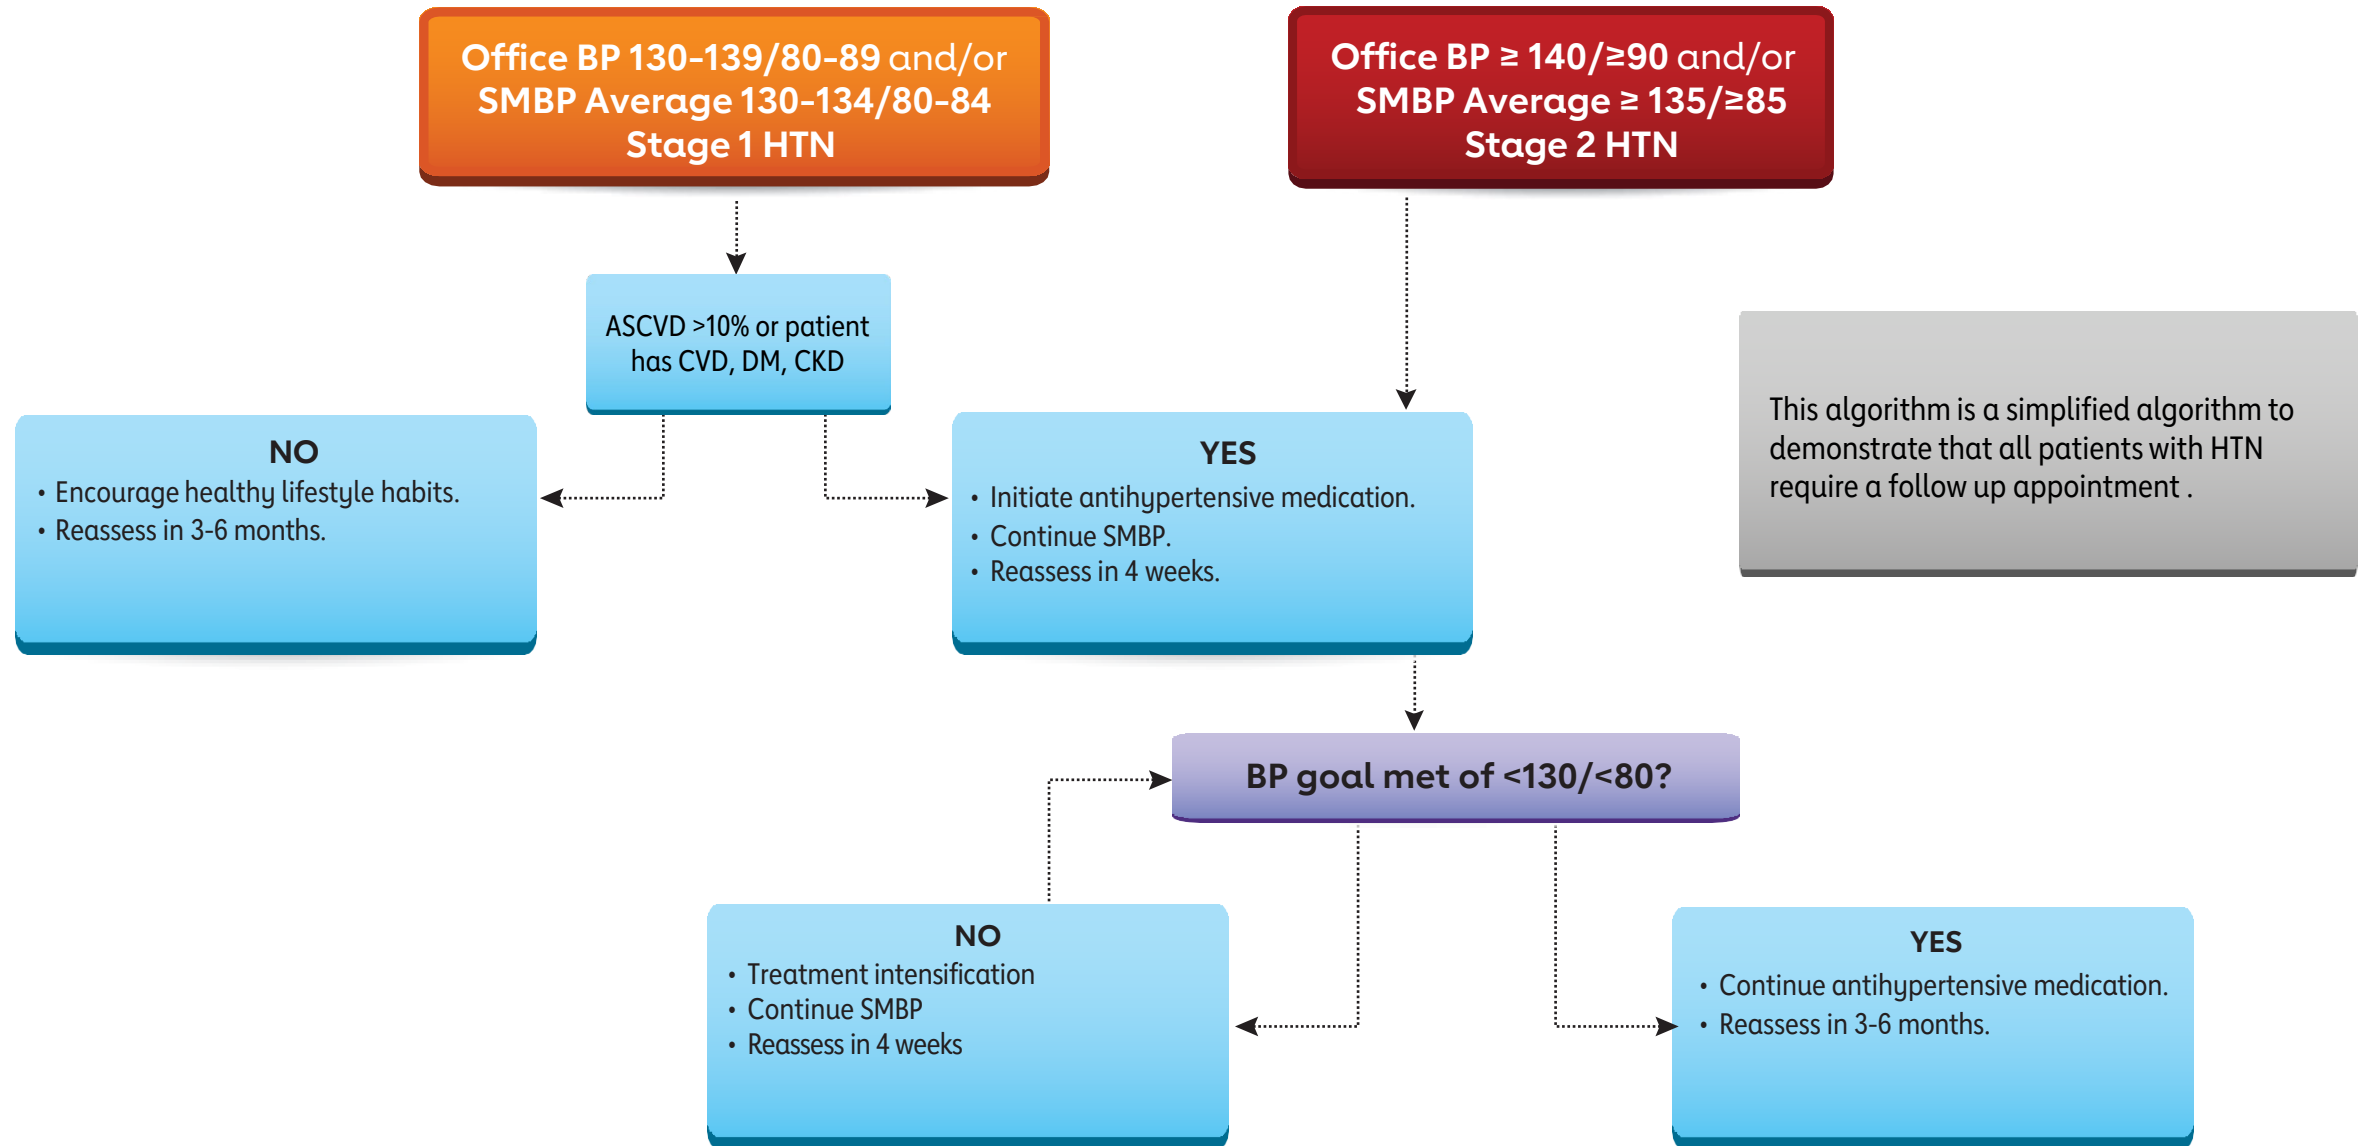 Office BP 130-139/80-89 and/or
SMBP Average 130-134/80-84
Stage 1 HTN
Office BP ≥ 140/≥90 and/or
SMBP Average ≥ 135/≥85
Stage 2 HTN
ASCVD >10% or patient
has CVD, DM, CKD
NO
• Encourage healthy lifestyle habits.
• Reassess in 3-6 months.
YES
• Initiate antihypertensive medication.
• Continue SMBP.
• Reassess in 4 weeks.
This algorithm is a simplified algorithm to
demonstrate that all patients with HTN
require a follow up appointment .
BP goal met of <130/<80?
NO
• Treatment intensification
• Continue SMBP
• Reassess in 4 weeks
YES
• Continue antihypertensive medication.
• Reassess in 3-6 months.